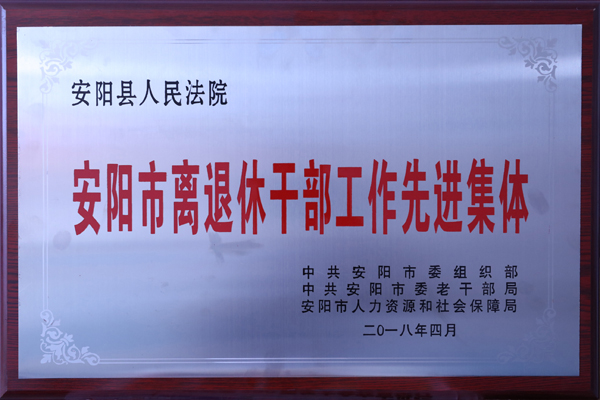 安阳县人民法院
安阳市离退休干部工作先进集体
中共安阳市委组织部
中共安阳市委老干部局
安阳市人力资源和社会保障局
二〇一八年四月